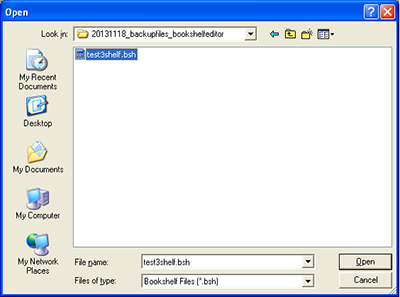 Open
Look in: 20131118_backupfiles_bookshelfeditor
test3shelf.bsh
My Recent
Documents
Desktop
My Documents
My Computer
My Network
Places
File name: test3shelf.bsh Open
Files of type: Bookshelf Files (*.bsh) Cancel